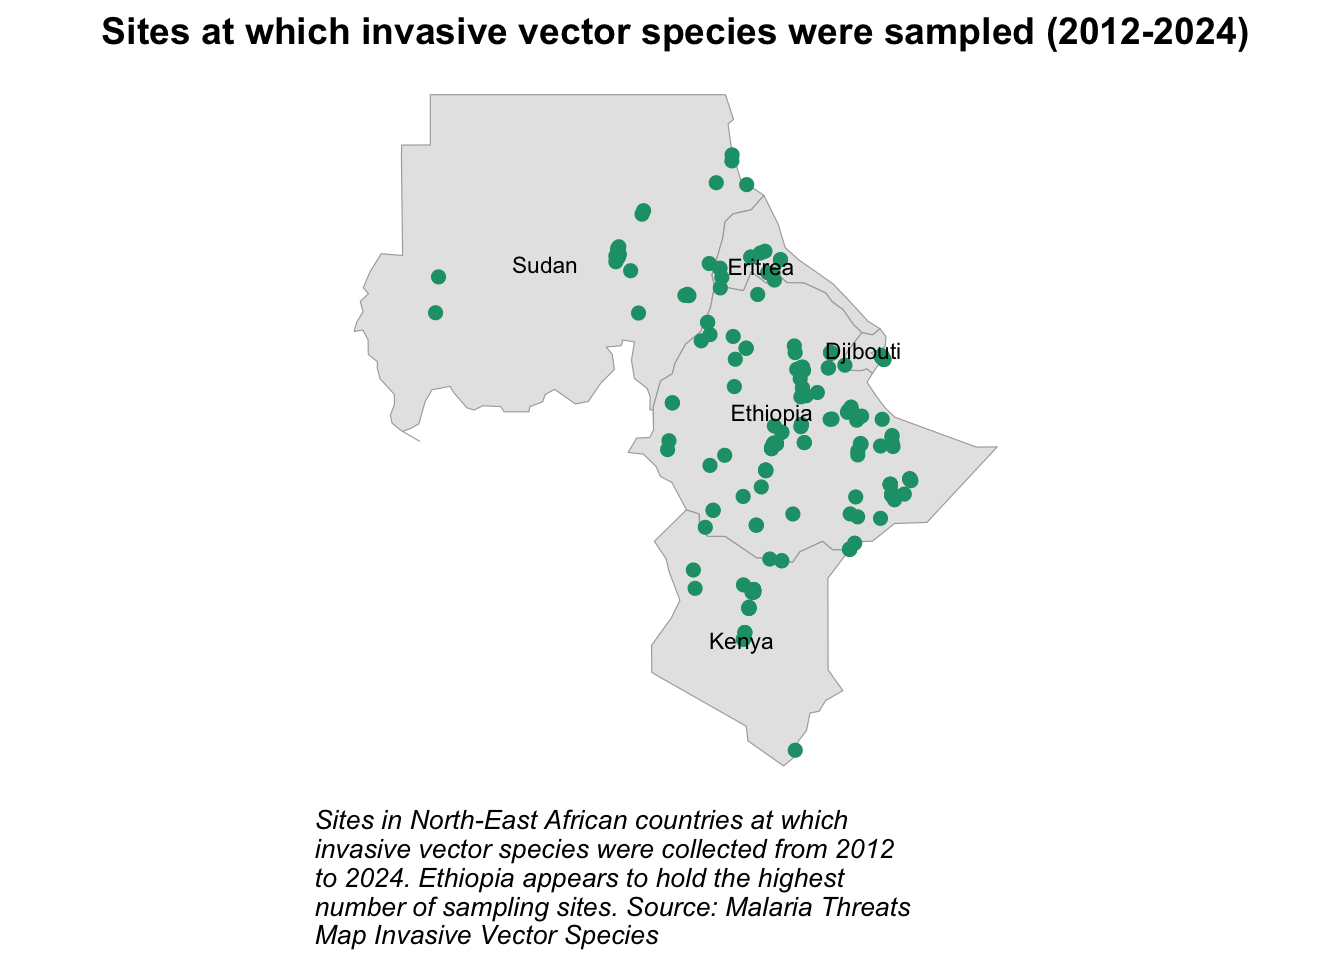 Sites at which invasive vector species were sampled (2012-2024)
Sudan
Eritrea
Djibouti
Ethiopia
Kenya
Sites in North-East African countries at which
invasive vector species were collected from 2012
to 2024. Ethiopia appears to hold the highest
number of sampling sites. Source: Malaria Threats
Map Invasive Vector Species